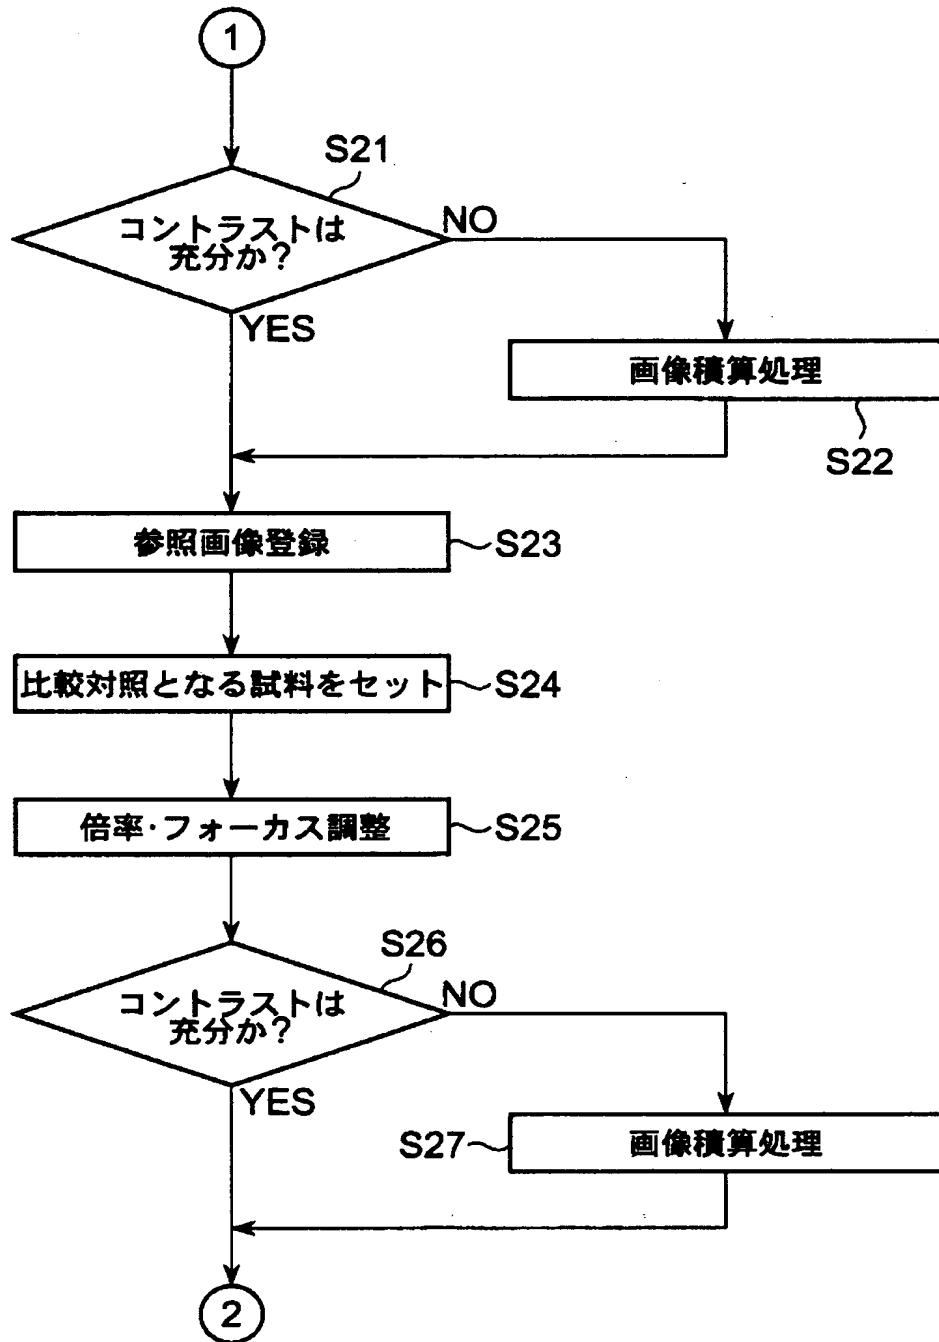 1
S21
コントラストは
充分か?
NO
YES
画像積算処理
S22
参照画像登録
S23
比較対照となる試料をセット
S24
倍率·フォーカス調整
S25
S26
コントラストは
充分か?
NO
YES
S27
画像積算処理
2